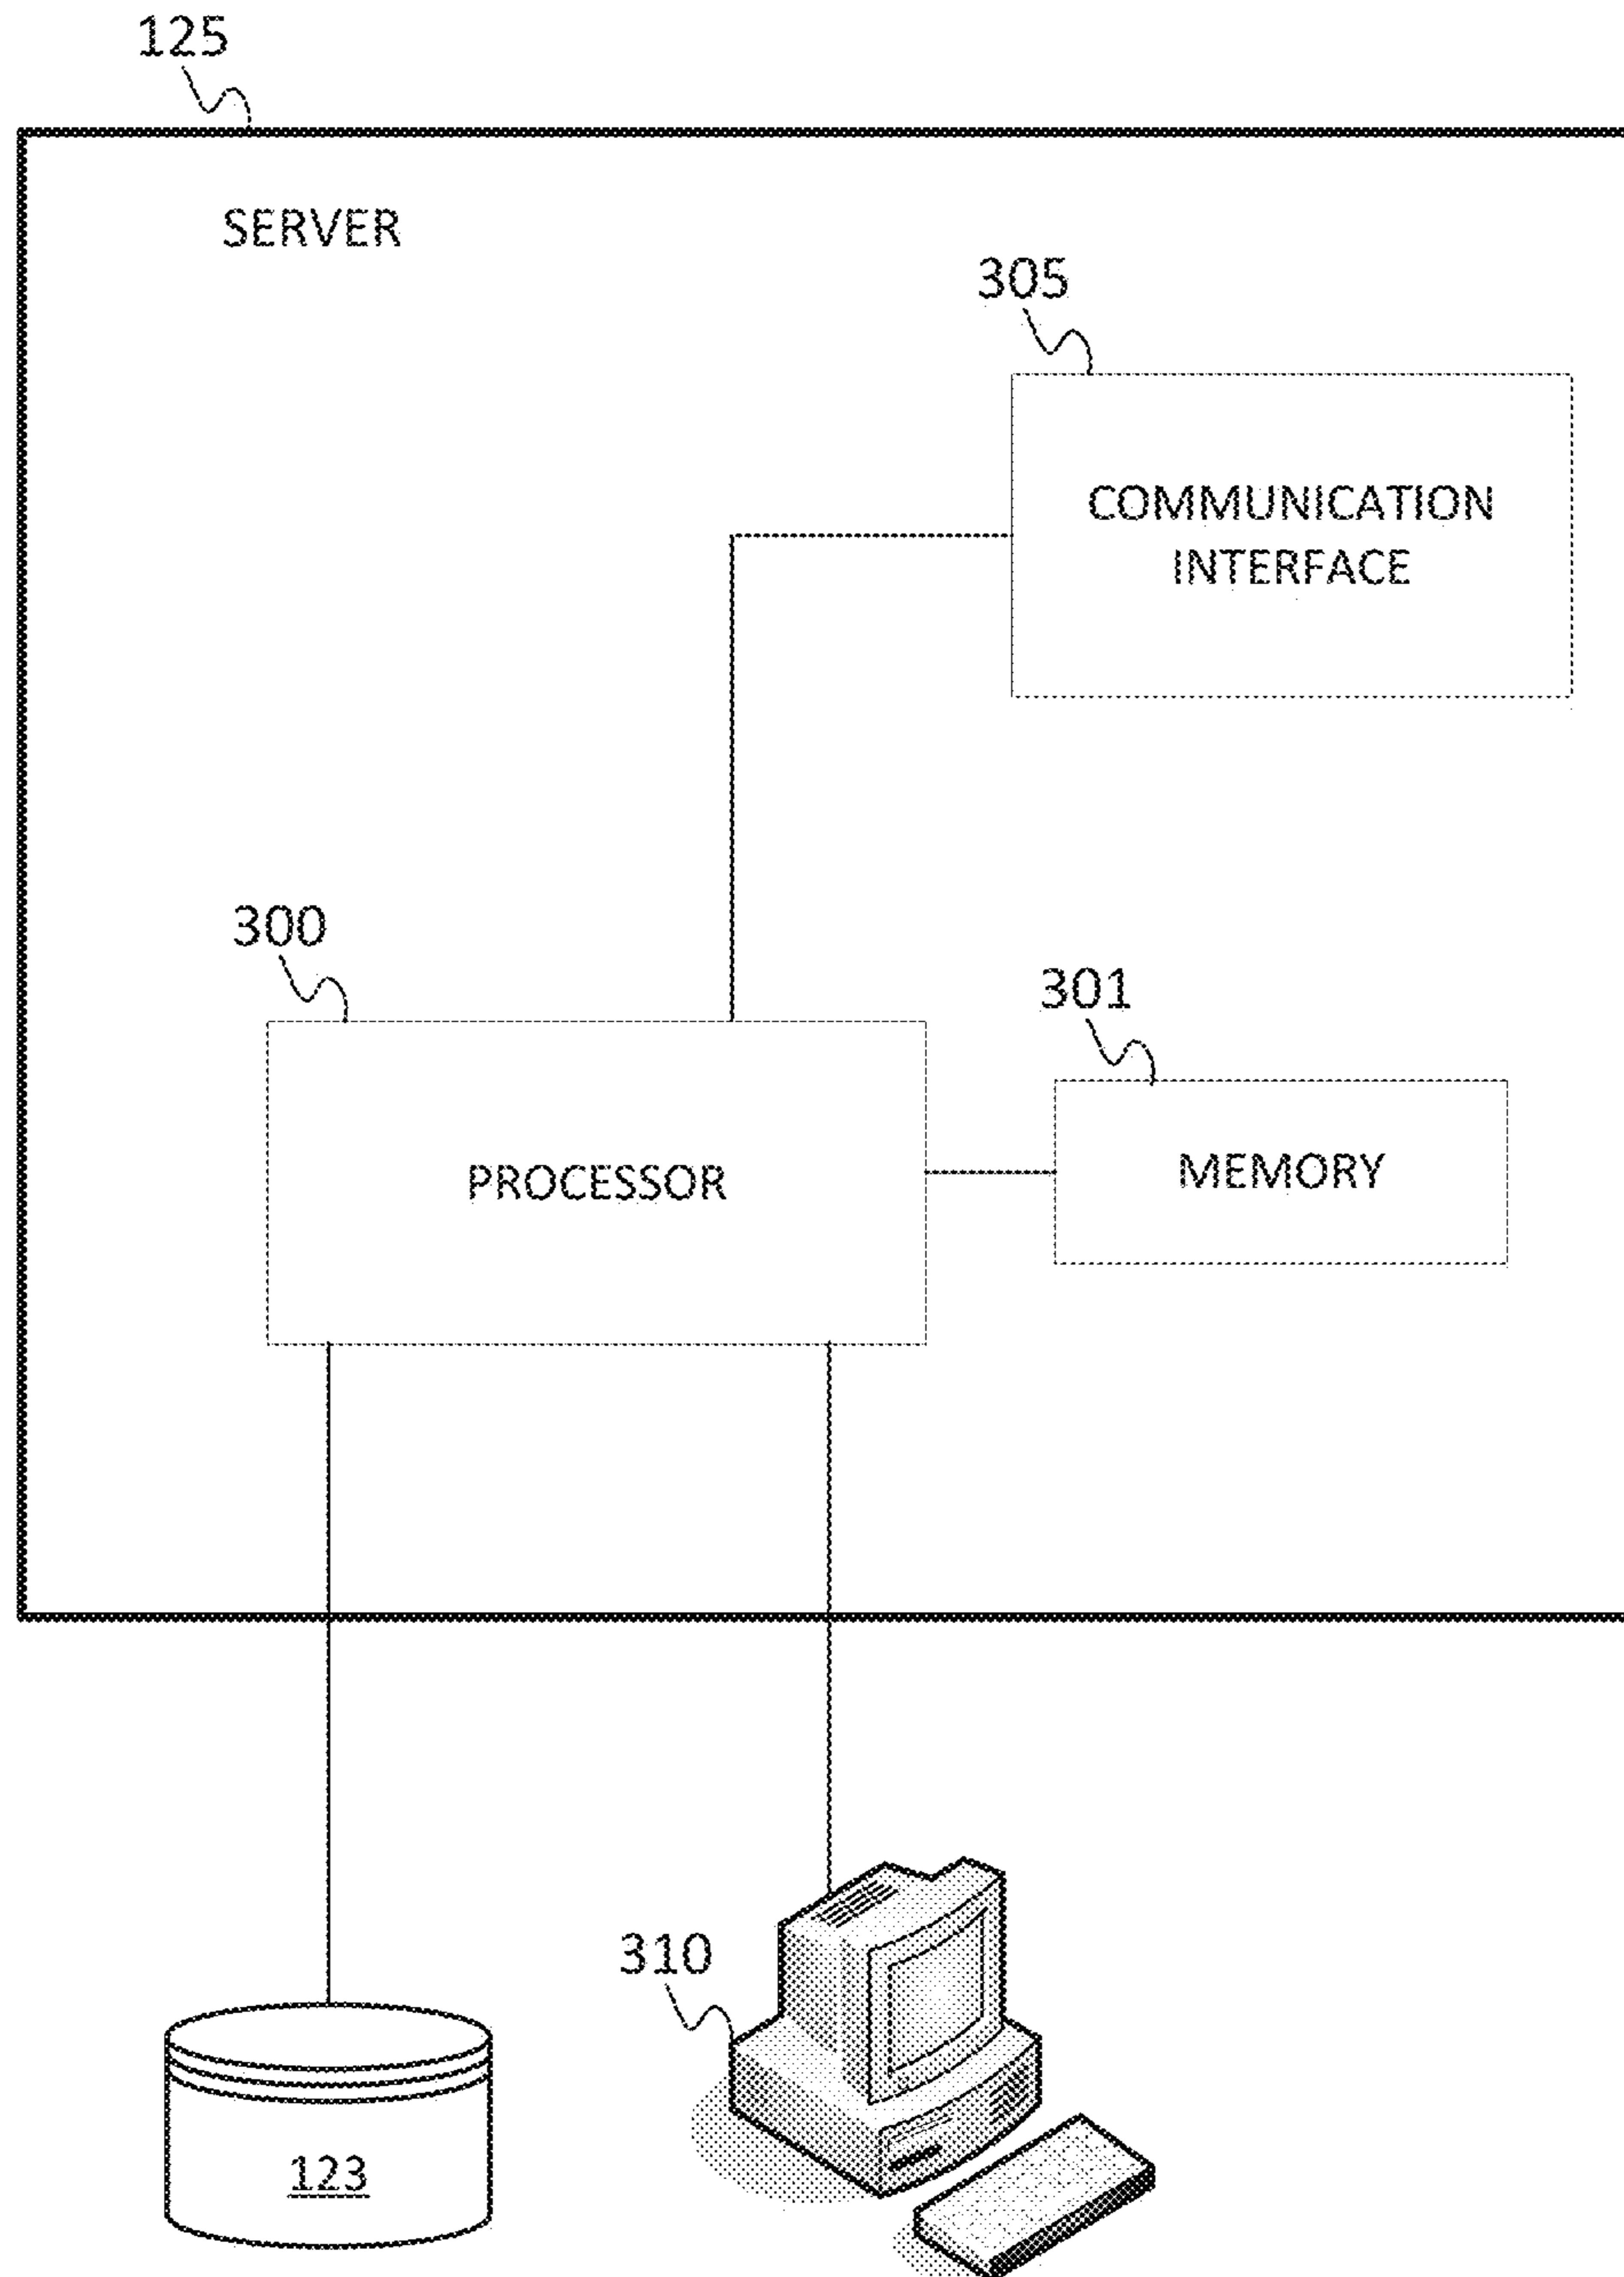 125
SERVER
305
COMMUNICATION
INTERFACE
300
301
PROCESSOR
MEMORY
310
123